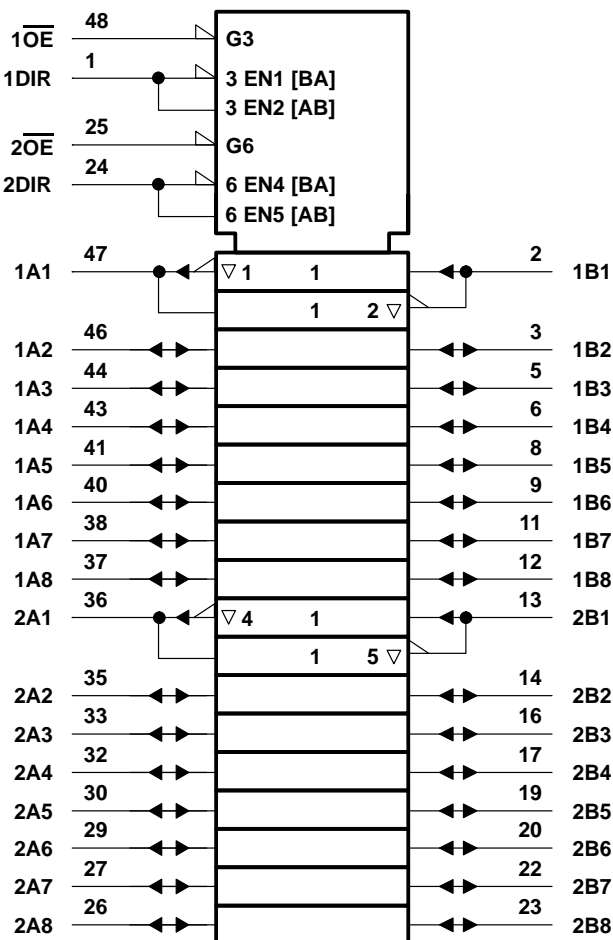 1O̅E̅ 48 G3
1DIR 1 3 EN1 [BA]
3 EN2 [AB]
2O̅E̅ 25 G6
2DIR 24 6 EN4 [BA]
6 EN5 [AB]
1A1 47 ▽ 1 1 2 1B1
1 2 ▽
1A2 46 3 1B2
1A3 44 5 1B3
1A4 43 6 1B4
1A5 41 8 1B5
1A6 40 9 1B6
1A7 38 11 1B7
1A8 37 12 1B8
2A1 36 ▽ 4 1 13 2B1
1 5 ▽
2A2 35 14 2B2
2A3 33 16 2B3
2A4 32 17 2B4
2A5 30 19 2B5
2A6 29 20 2B6
2A7 27 22 2B7
2A8 26 23 2B8